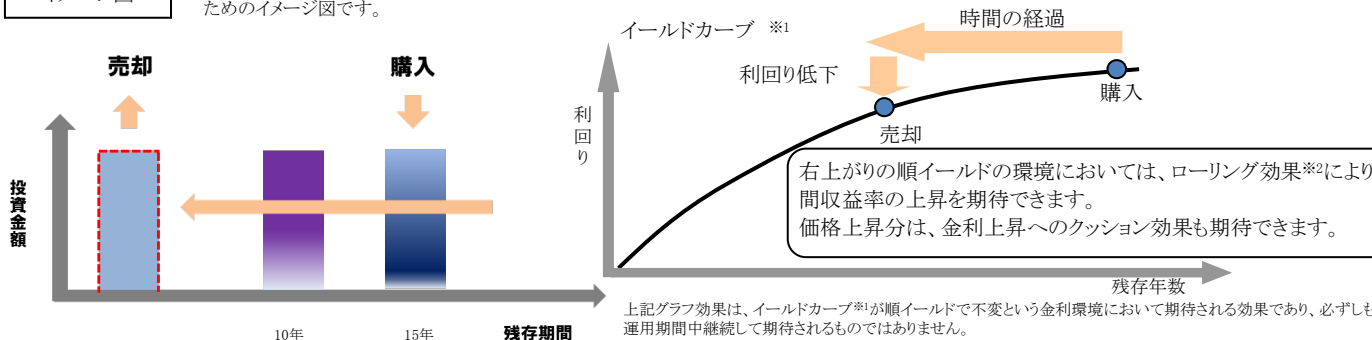 ためのイメージ図です。
売却
購入
投資金額
10年
15年
残存期間
イールドカーブ ※1
時間の経過
利回り低下
購入
売却
利回り
右上がりの順イールドの環境においては、ローリング効果※2により
間収益率の上昇を期待できます。
価格上昇分は、金利上昇へのクッション効果も期待できます。
残存年数
上記グラフ効果は、イールドカーブ※1が順イールドで不変という金利環境において期待される効果であり、必ずしも
運用期間中継続して期待されるものではありません。